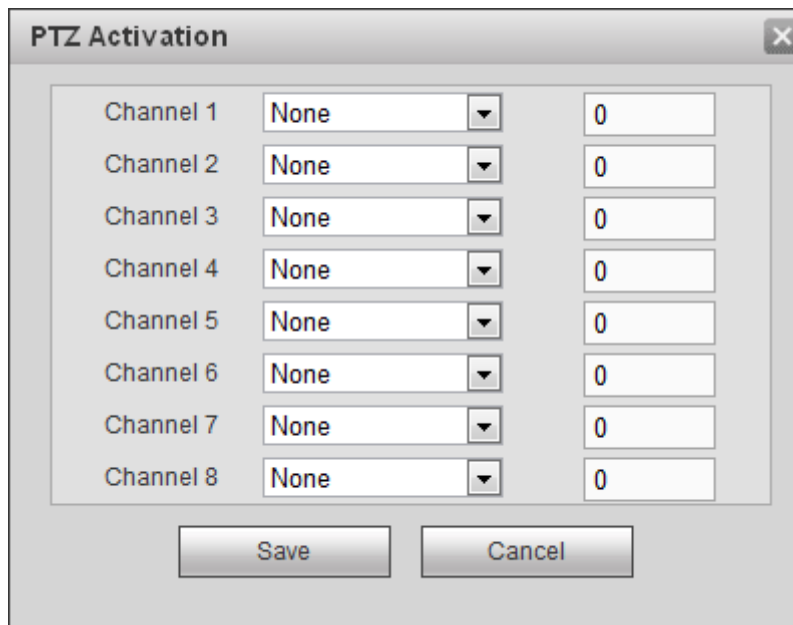 PTZ Activation
Channel 1 None 0
Channel 2 None 0
Channel 3 None 0
Channel 4 None 0
Channel 5 None 0
Channel 6 None 0
Channel 7 None 0
Channel 8 None 0
Save Cancel